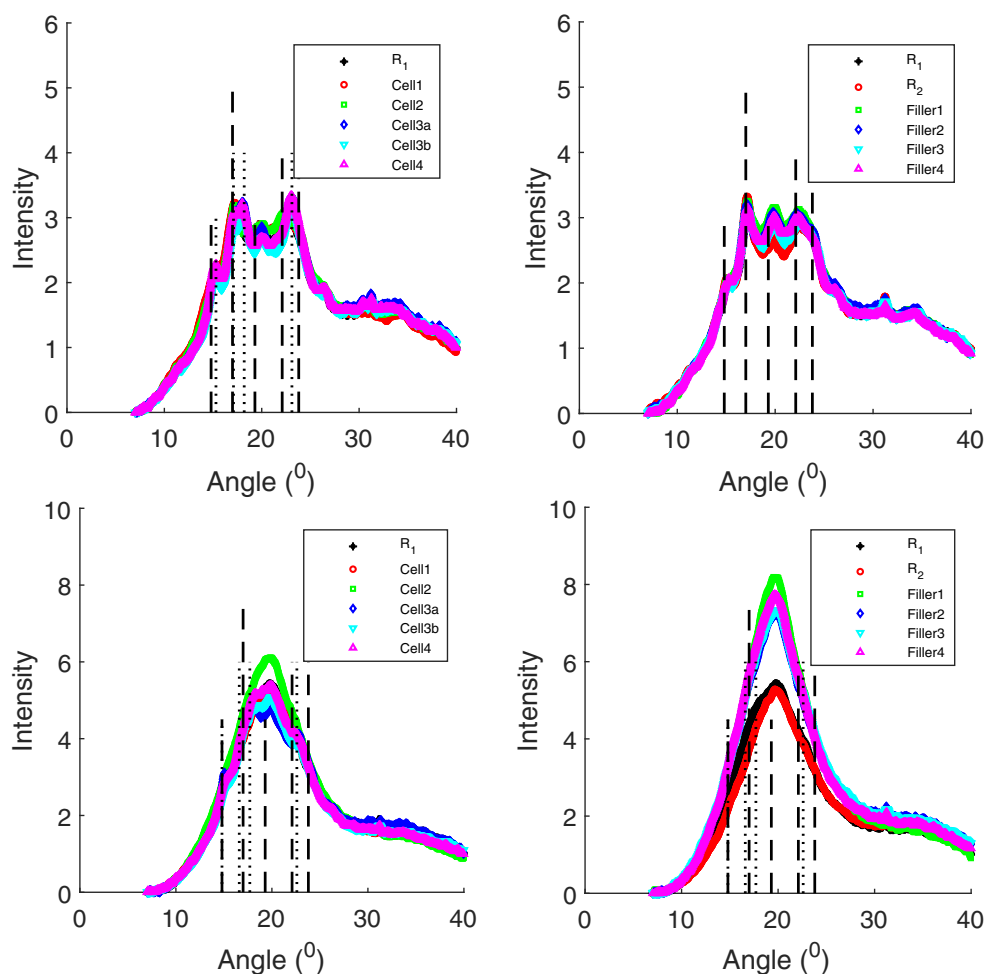 6
5
4
3
2
1
0
Intensity
0 10 20 30 40
Angle (⁰)
R₁
Cell1
Cell2
Cell3a
Cell3b
Cell4
6
5
4
3
2
1
0
Intensity
0 10 20 30 40
Angle (⁰)
R₁
R₂
Filler1
Filler2
Filler3
Filler4
10
8
6
4
2
0
Intensity
0 10 20 30 40
Angle (⁰)
R₁
Cell1
Cell2
Cell3a
Cell3b
Cell4
10
8
6
4
2
0
Intensity
0 10 20 30 40
Angle (⁰)
R₁
R₂
Filler1
Filler2
Filler3
Filler4